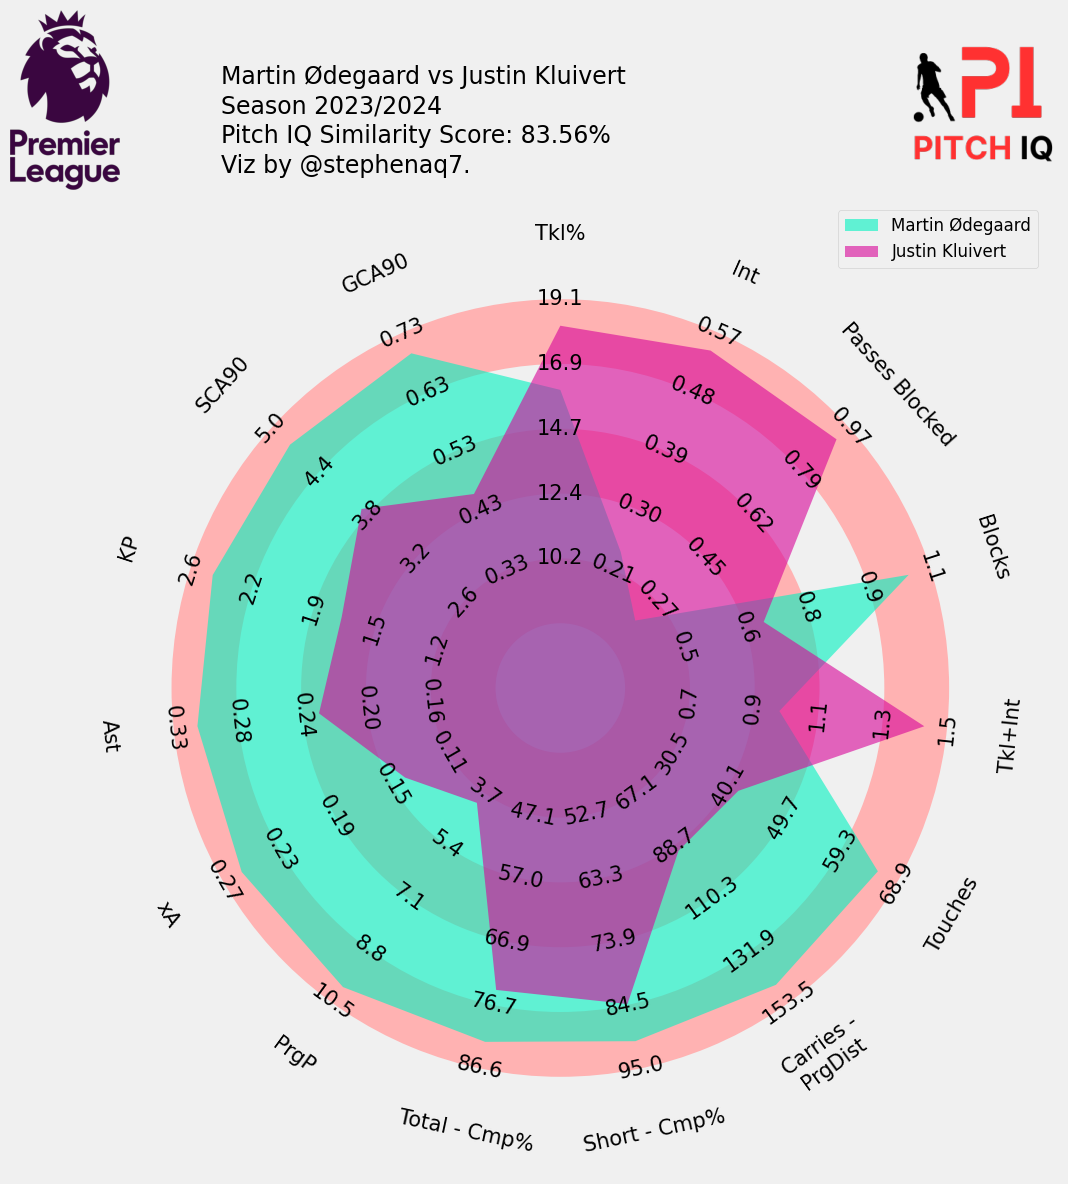 Premier
League
Martin Ødegaard vs Justin Kluivert
Season 2023/2024
Pitch IQ Similarity Score: 83.56%
Viz by @stephenaq7.
PI
PITCH IQ
Martin Ødegaard
Justin Kluivert
Tkl%
10.2
12.4
14.7
16.9
19.1
Int
0.21
0.30
0.39
0.48
0.57
Passes Blocked
0.27
0.45
0.62
0.79
0.97
Blocks
0.5
0.6
0.8
0.9
1.1
Tkl+Int
0.7
0.9
1.1
1.3
1.5
Touches
30.5
40.1
49.7
59.3
68.9
Carries -
PrgDist
67.1
88.7
110.3
131.9
153.5
Short - Cmp%
52.7
63.3
73.9
84.5
95.0
Total - Cmp%
47.1
57.0
66.9
76.7
86.6
PrgP
3.7
5.4
7.1
8.8
10.5
xA
0.11
0.15
0.19
0.23
0.27
Ast
0.16
0.20
0.24
0.28
0.33
KP
1.2
1.5
1.9
2.2
2.6
SCA90
2.6
3.2
3.8
4.4
5.0
GCA90
0.33
0.43
0.53
0.63
0.73